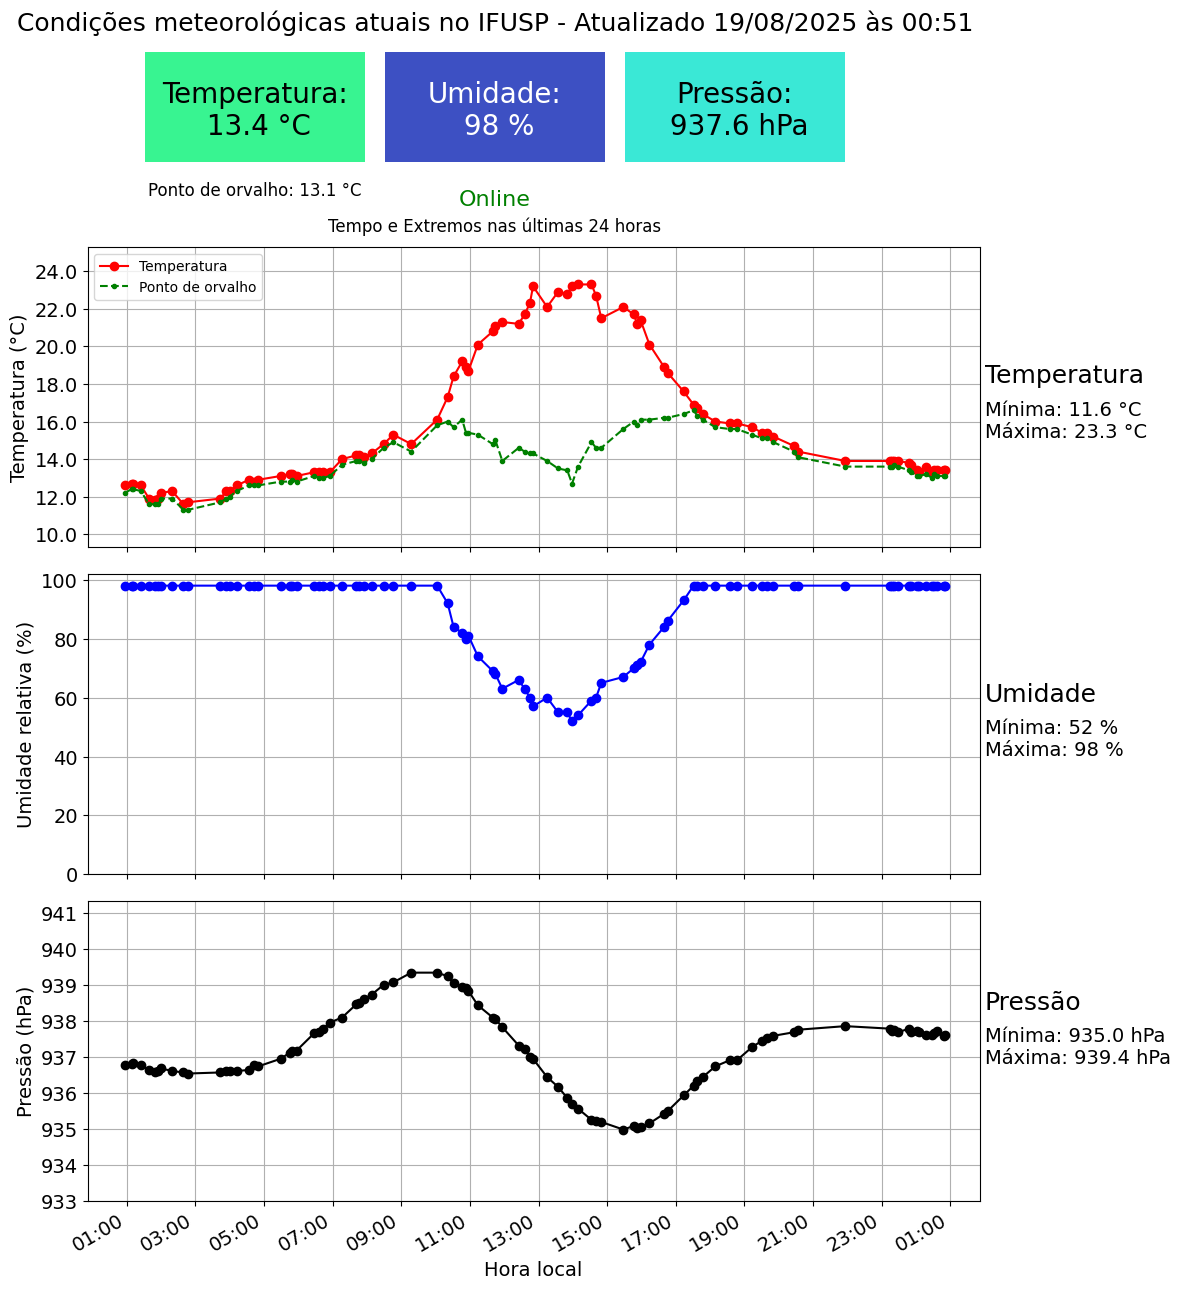 Condições meteorológicas atuais no IFUSP - Atualizado 19/08/2025 às 00:51
Temperatura:
13.4 °C
Umidade:
98 %
Pressão:
937.6 hPa
Ponto de orvalho: 13.1 °C
Online
Tempo e Extremos nas últimas 24 horas
Temperatura (°C)
24.0
22.0
20.0
18.0
16.0
14.0
12.0
10.0
Temperatura
Ponto de orvalho
Temperatura
Mínima: 11.6 °C
Máxima: 23.3 °C
Umidade relativa (%)
100
80
60
40
20
0
Umidade
Mínima: 52 %
Máxima: 98 %
Pressão (hPa)
941
940
939
938
937
936
935
934
933
Pressão
Mínima: 935.0 hPa
Máxima: 939.4 hPa
01:00
03:00
05:00
07:00
09:00
11:00
13:00
15:00
17:00
19:00
21:00
23:00
01:00
Hora local